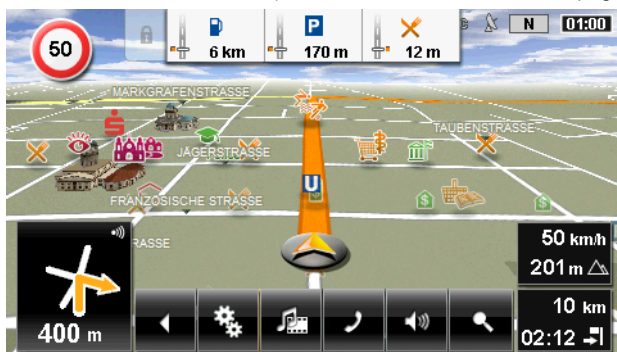 50
6 km
P
170 m
12 m
N
01:00
MARKGRAFENSTRASSE
TAUBENSTRASSE
JÄGERSTRASSE
U
FRANZÖSISCHE STRASSE
RASSE
400 m
50 km/h
201 m
10 km
02:12